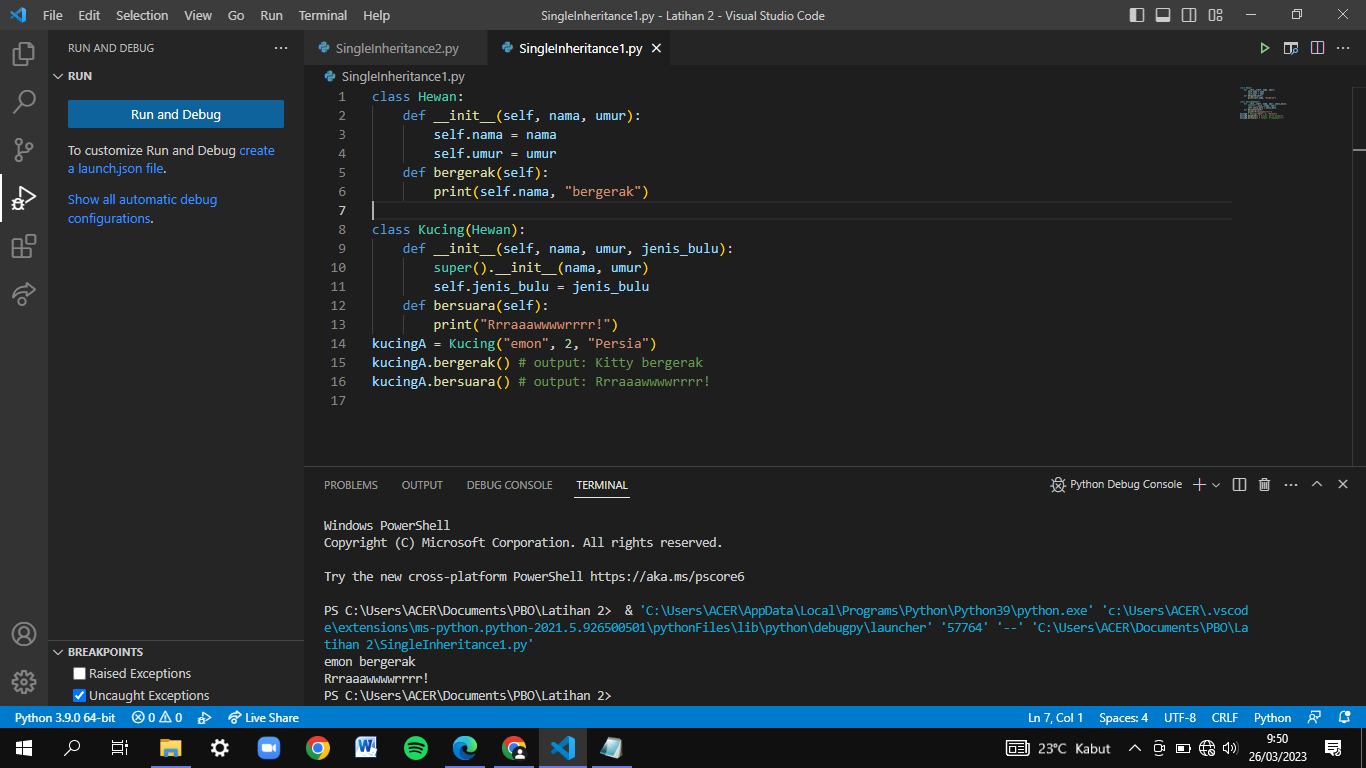 File Edit Selection View Go Run Terminal Help SingleInheritance1.py - Latihan 2 - Visual Studio Code
RUN AND DEBUG ···
RUN
Run and Debug
To customize Run and Debug create
a launch.json file.
Show all automatic debug
configurations.
SingleInheritance2.py SingleInheritance1.py
SingleInheritance1.py
1 class Hewan:
2 def __init__(self, nama, umur):
3 self.nama = nama
4 self.umur = umur
5 def bergerak(self):
6 print(self.nama, "bergerak")
7
8 class Kucing(Hewan):
9 def __init__(self, nama, umur, jenis_bulu):
10 super().__init__(nama, umur)
11 self.jenis_bulu = jenis_bulu
12 def bersuara(self):
13 print("Rrraaawwwwrrrr!")
14 kucingA = Kucing("emon", 2, "Persia")
15 kucingA.bergerak() # output: Kitty bergerak
16 kucingA.bersuara() # output: Rrraaawwwwrrrr!
17
PROBLEMS OUTPUT DEBUG CONSOLE TERMINAL Python Debug Console
Windows PowerShell
Copyright (C) Microsoft Corporation. All rights reserved.
Try the new cross-platform PowerShell https://aka.ms/pscore6
PS C:\Users\ACER\Documents\PBO\Latihan 2> & 'C:\Users\ACER\AppData\Local\Programs\Python\Python39\python.exe' 'c:\Users\ACER\.vscod
e\extensions\ms-python.python-2021.5.926500501\pythonFiles\lib\python\debugpy\launcher' '57764' '--' 'C:\Users\ACER\Documents\PBO\La
tihan 2\SingleInheritance1.py'
emon bergerak
Rrraaawwwwrrrr!
PS C:\Users\ACER\Documents\PBO\Latihan 2>
BREAKPOINTS
Raised Exceptions
Uncaught Exceptions
Python 3.9.0 64-bit 0 0 Live Share Ln 7, Col 1 Spaces: 4 UTF-8 CRLF Python
23°C Kabut 9:50
26/03/2023